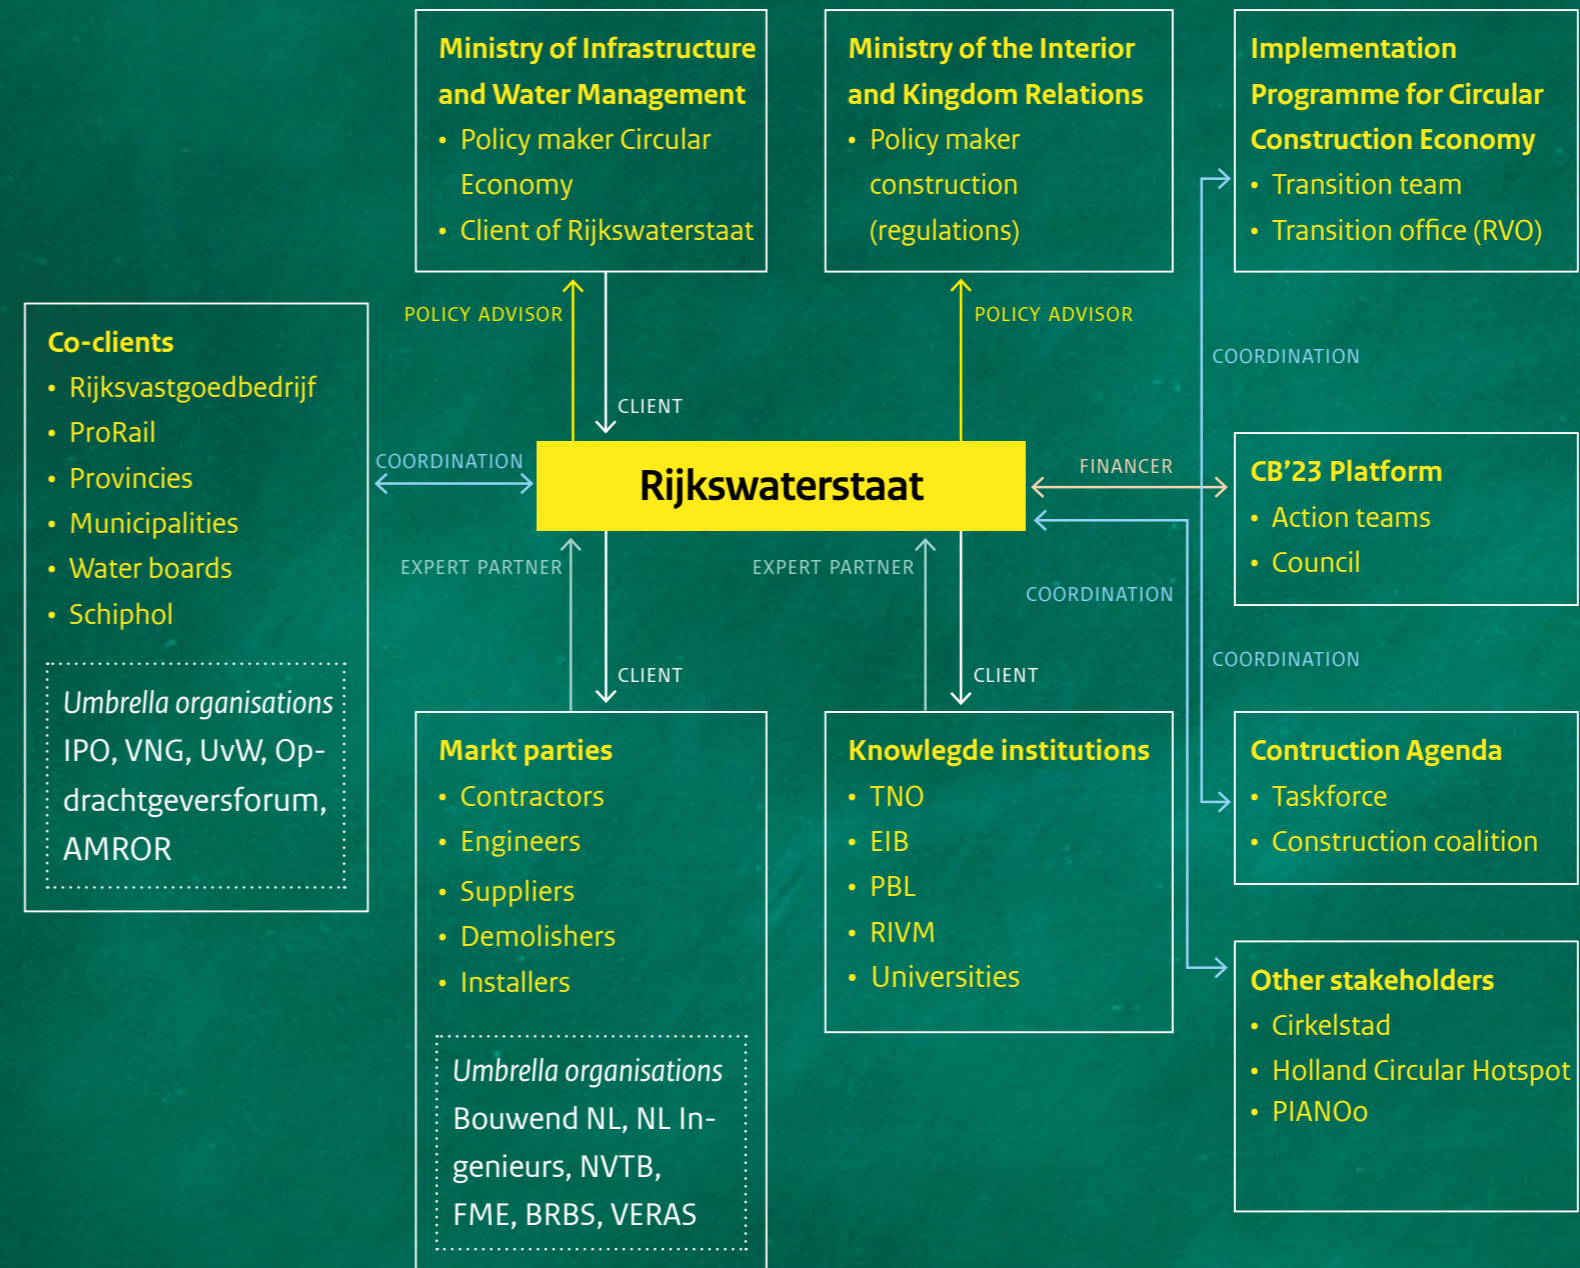 Ministry of Infrastructure
and Water Management
• Policy maker Circular
Economy
• Client of Rijkswaterstaat
Ministry of the Interior
and Kingdom Relations
• Policy maker
construction
(regulations)
Implementation
Programme for Circular
Construction Economy
• Transition team
• Transition office (RVO)
POLICY ADVISOR
POLICY ADVISOR
COORDINATION
CLIENT
Co-clients
• Rijksvastgoedbedrijf
• ProRail
• Provincies
• Municipalities
• Water boards
• Schiphol
Umbrella organisations
IPO, VNG, UvW, Op-
drachtgeversforum,
AMROR
COORDINATION
Rijkswaterstaat
FINANCER
CB'23 Platform
• Action teams
• Council
EXPERT PARTNER
EXPERT PARTNER
COORDINATION
COORDINATION
CLIENT
CLIENT
Markt parties
• Contractors
• Engineers
• Suppliers
• Demolishers
• Installers
Umbrella organisations
Bouwend NL, NL In-
genieurs, NVTB,
FME, BRBS, VERAS
Knowlegde institutions
• TNO
• EIB
• PBL
• RIVM
• Universities
Contruction Agenda
• Taskforce
• Construction coalition
Other stakeholders
• Cirkelstad
• Holland Circular Hotspot
• PIANOo